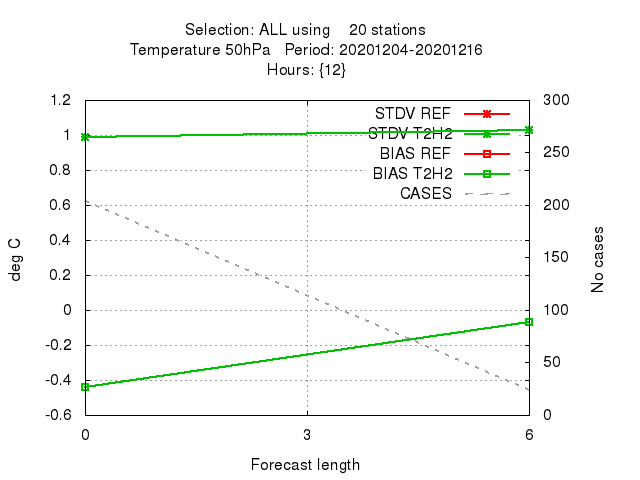 Selection: ALL using    20 stations
Temperature 50hPa   Period: 20201204-20201216
Hours: {12}
1.2
1
0.8
0.6
0.4
0.2
0
-0.2
-0.4
-0.6
deg C
STDV REF
STDV T2H2
BIAS REF
BIAS T2H2
CASES
300
250
200
150
100
50
0
No cases
0
3
6
Forecast length